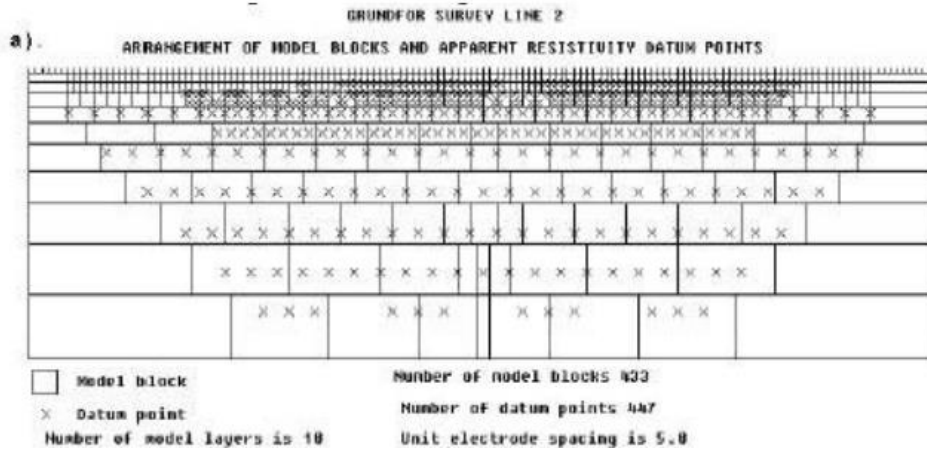 GRUNDFOR SURVEY LINE 2
a).
ARRANGEMENT OF MODEL BLOCKS AND APPARENT RESISTIVITY DATUM POINTS
Model block
Number of model blocks 433
Datum point
Number of datum points 447
Number of model layers is 10
Unit electrode spacing is 5.0